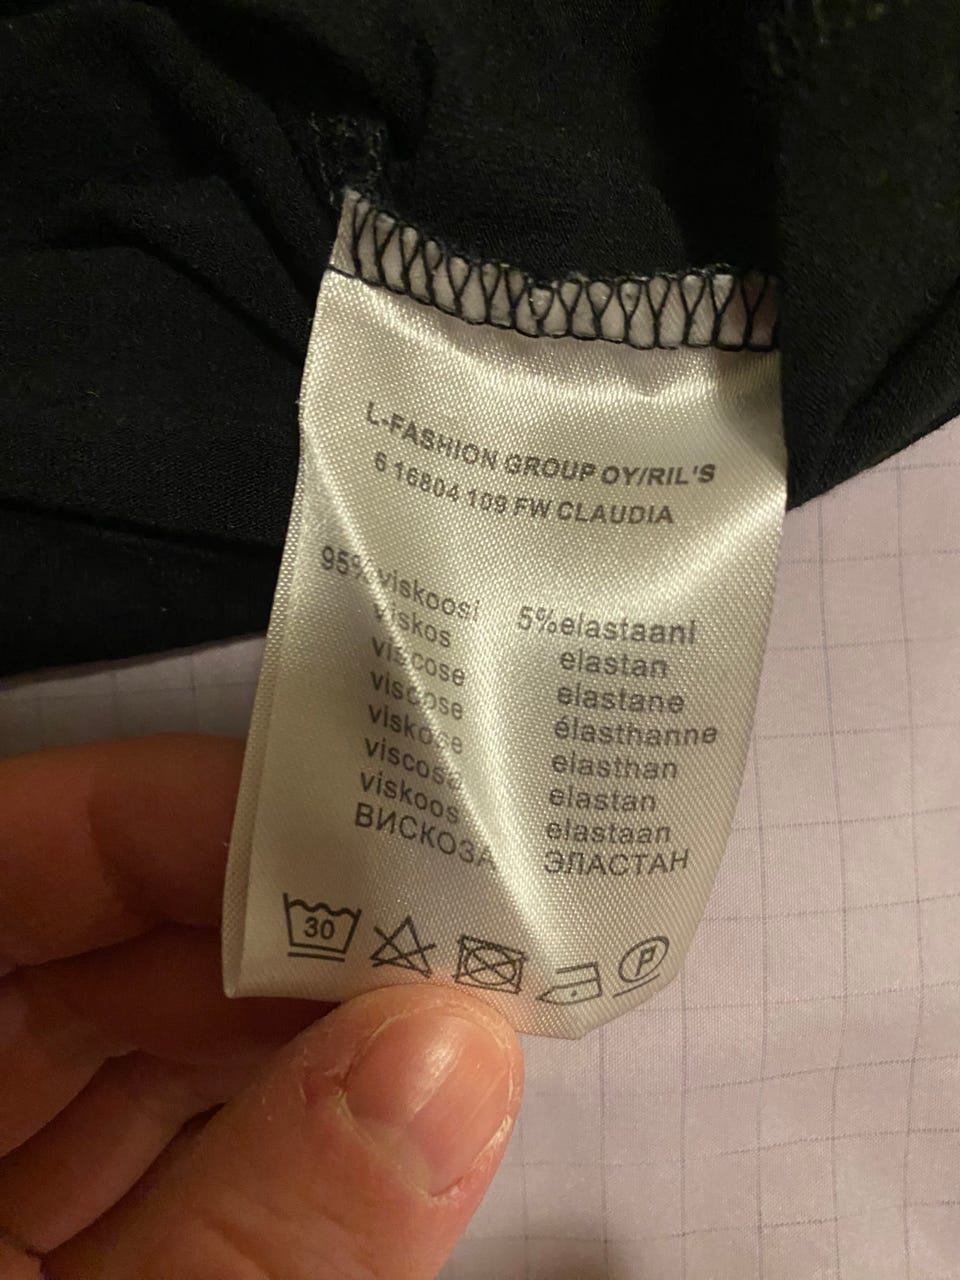 L-FASHION GROUP OY/RIL'S
6 16804 109 FW CLAUDIA
95% viskoosi 5%elastaani
viskos elastan
viscose elastane
viscose élasthanne
viskose elasthan
viscosa elastan
viskoos elastaan
ВИСКОЗА ЭЛАСТАН
30 P